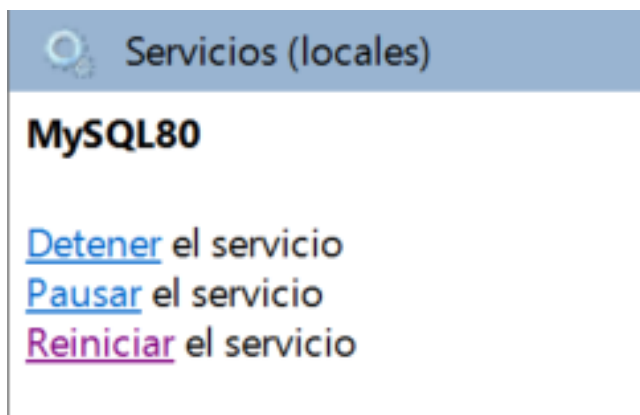 Servicios (locales)
MySQL80
Detener el servicio
Pausar el servicio
Reiniciar el servicio